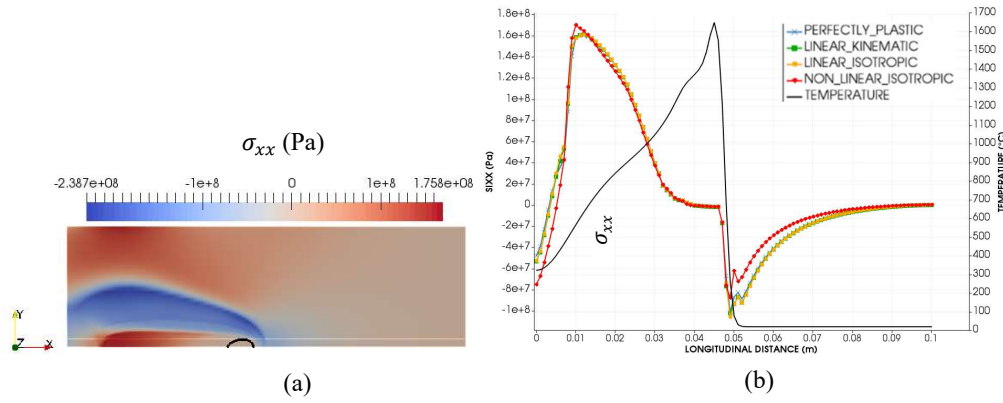 σxx (Pa)
-2.387e+08 -1e+8 0 1e+8 1.758e+08
Y
Z X
(a)
1.8e+8
1.6e+8
1.4e+8
1.2e+8
1e+8
8e+7
6e+7
4e+7
2e+7
0
-2e+7
-4e+7
-6e+7
-8e+7
-1e+8
SIXX (Pa)
σxx
PERFECTLY_PLASTIC
LINEAR_KINEMATIC
LINEAR_ISOTROPIC
NON_LINEAR_ISOTROPIC
TEMPERATURE
1700
1600
1500
1400
1300
1200
1100
1000
900
800
700
600
500
400
300
200
100
0
TEMPERATURE (°C)
0 0.01 0.02 0.03 0.04 0.05 0.06 0.07 0.08 0.09 0.1
LONGITUDINAL DISTANCE (m)
(b)